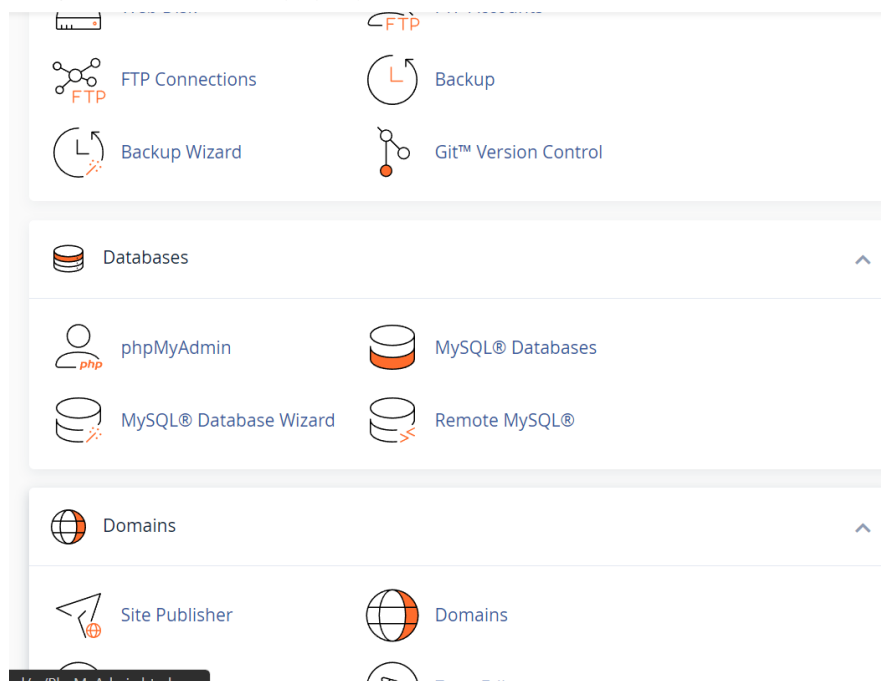 FTP
FTP Connections
FTP
Backup
Backup Wizard
Git™ Version Control
Databases
phpMyAdmin
php
MySQL® Databases
MySQL® Database Wizard
Remote MySQL®
Domains
Site Publisher
Domains